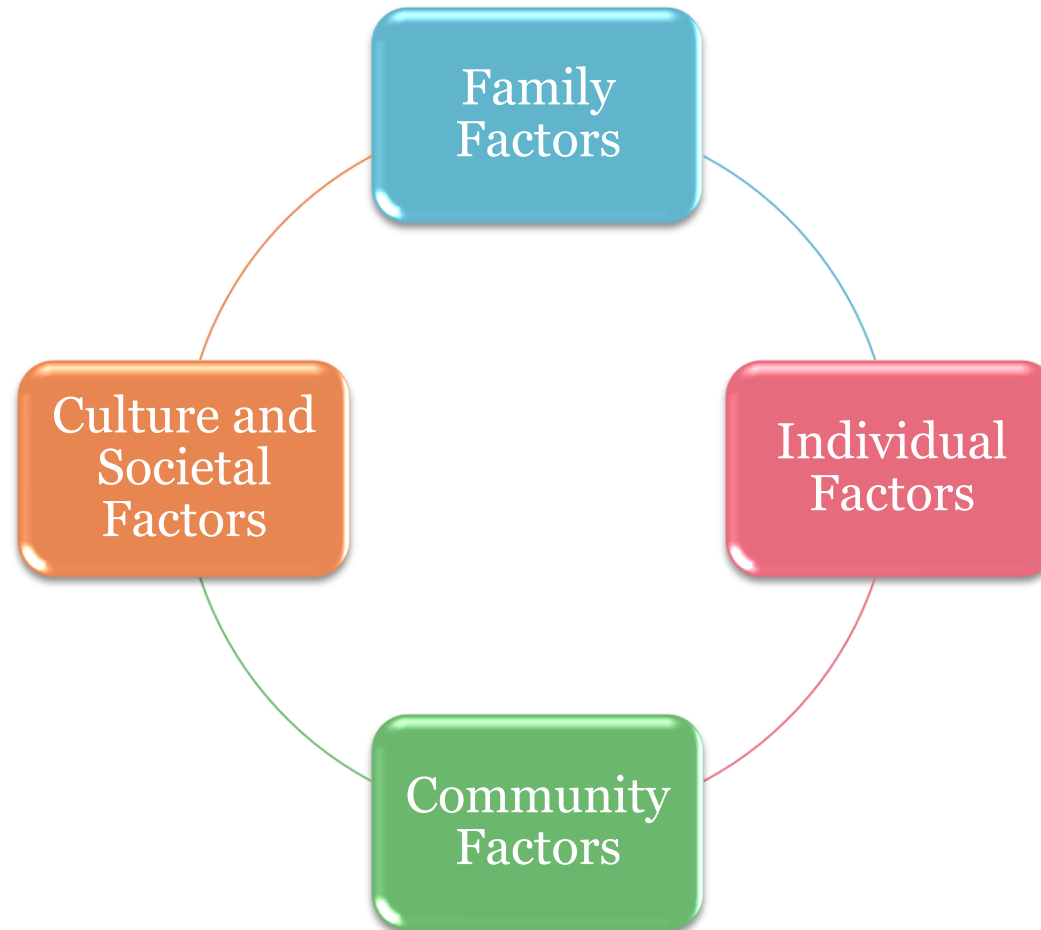 Family
Factors
Culture and
Societal
Factors
Individual
Factors
Community
Factors